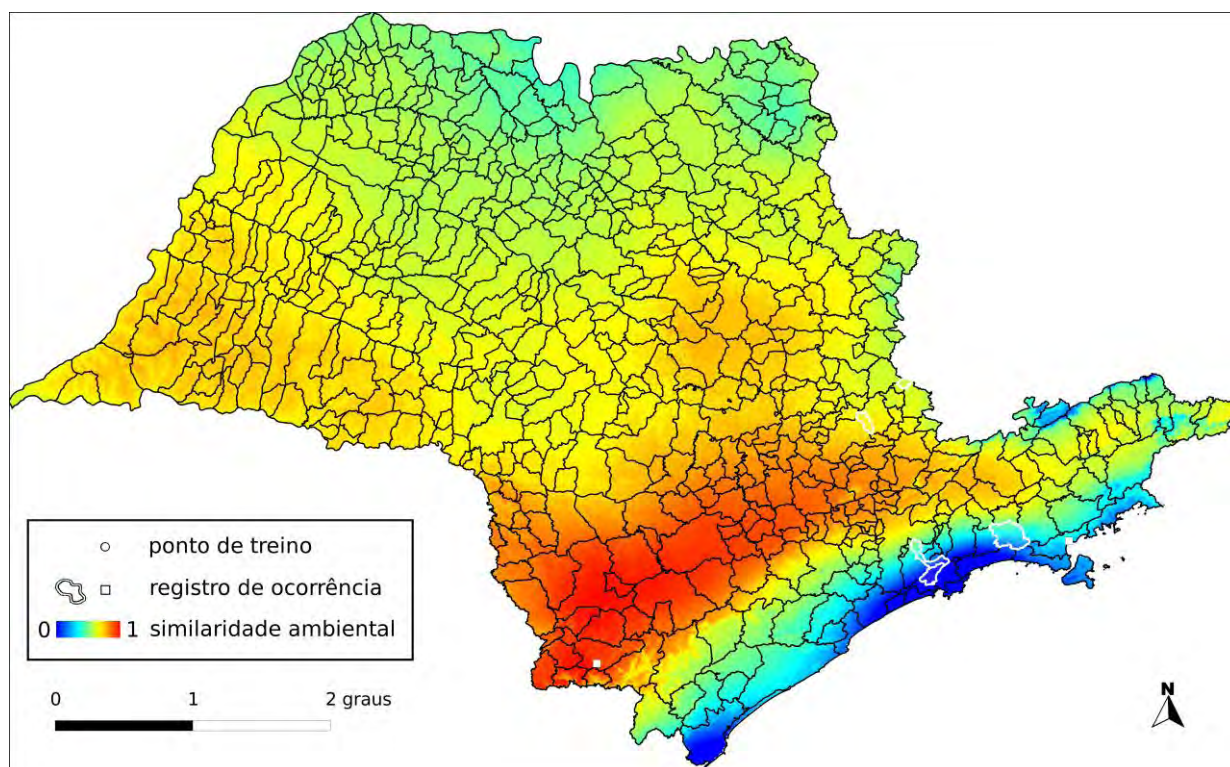 ponto de treino
registro de ocorrência
0 1 similaridade ambiental
0 1 2 graus
N